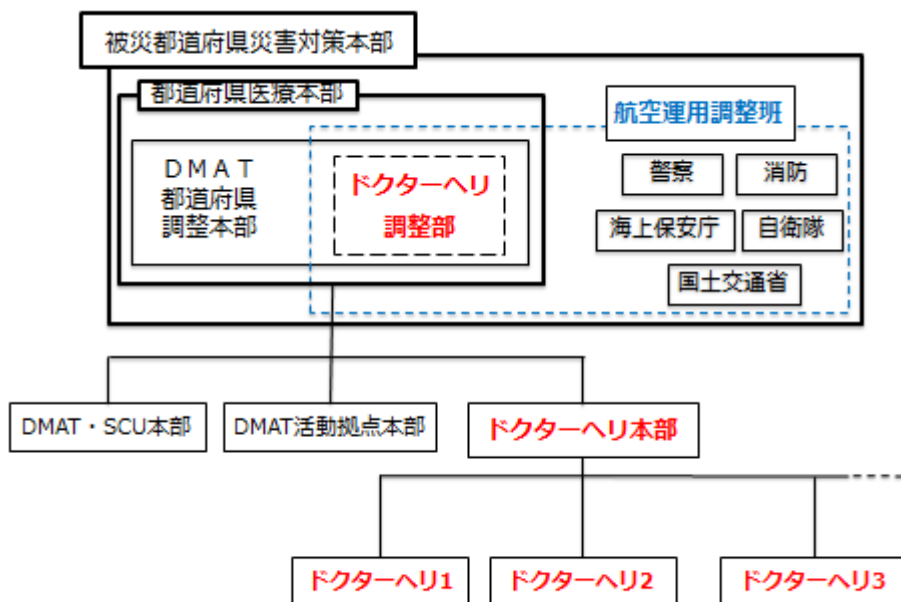 被災都道府県災害対策本部
都道府県医療本部
航空運用調整班
DMAT
都道府県
調整本部
ドクターヘリ
調整部
警察
消防
海上保安庁
自衛隊
国土交通省
DMAT・SCU本部
DMAT活動拠点本部
ドクターヘリ本部
ドクターヘリ1
ドクターヘリ2
ドクターヘリ3